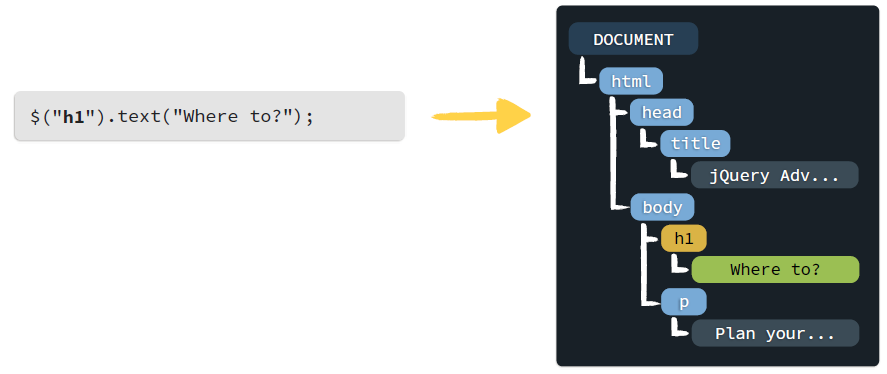 $("h1").text("Where to?");
DOCUMENT
html
head
title
jQuery Adv...
body
h1
Where to?
p
Plan your...